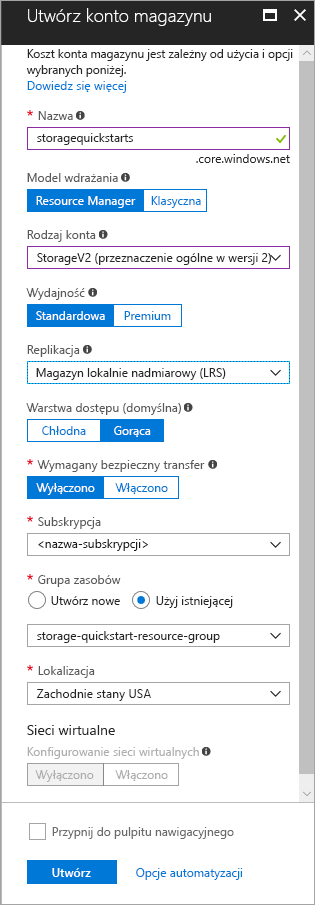 Utwórz konto magazynu
Koszt konta magazynu jest zależny od użycia i opcji
wybranych poniżej.
Dowiedz się więcej
* Nazwa
storagequickstarts
.core.windows.net
Model wdrażania
Resource Manager Klasyczna
Rodzaj konta
StorageV2 (przeznaczenie ogólne w wersji 2)
Wydajność
Standardowa Premium
Replikacja
Magazyn lokalnie nadmiarowy (LRS)
Warstwa dostępu (domyślna)
Chłodna Gorąca
* Wymagany bezpieczny transfer
Wyłączono Włączono
* Subskrypcja
<nazwa-subskrypcji>
* Grupa zasobów
Utwórz nowe Użyj istniejącej
storage-quickstart-resource-group
* Lokalizacja
Zachodnie stany USA
Sieci wirtualne
Konfigurowanie sieci wirtualnych
Wyłączono Włączono
Przypnij do pulpitu nawigacyjnego
Utwórz Opcje automatyzacji